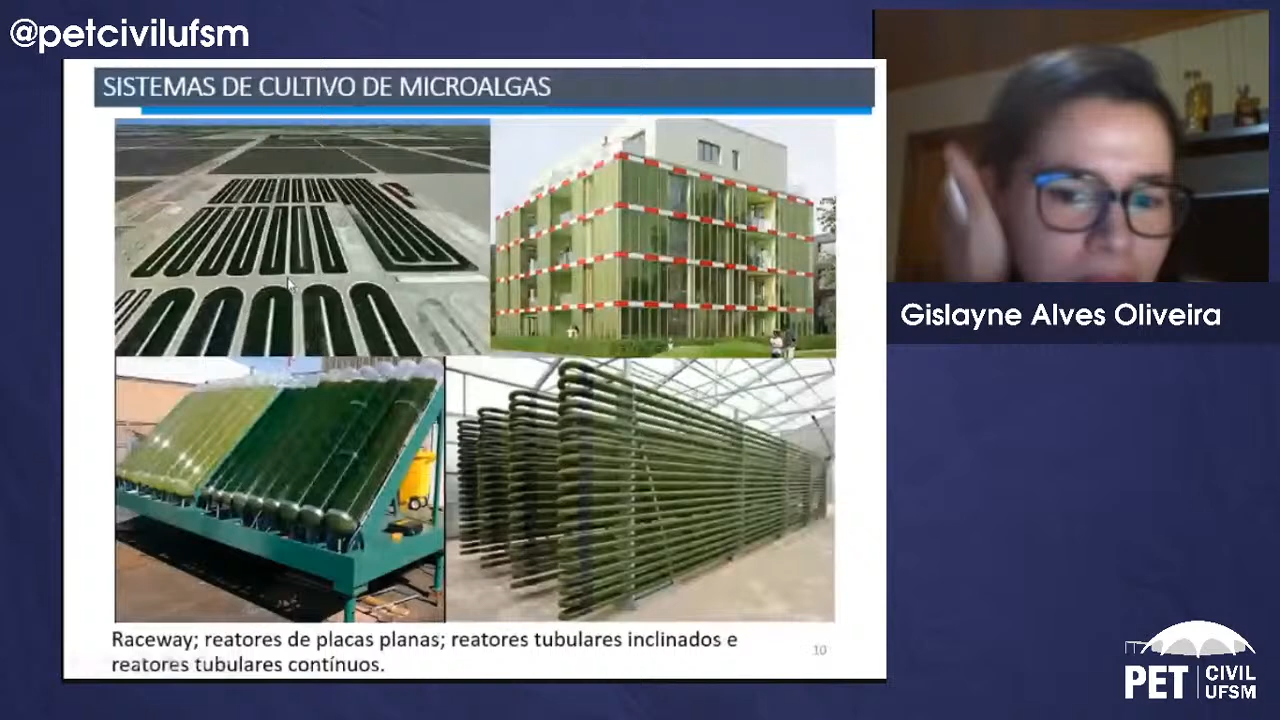 @petcivilufsm
SISTEMAS DE CULTIVO DE MICROALGAS
Gislayne Alves Oliveira
Raceway; reatores de placas planas; reatores tubulares inclinados e
reatores tubulares contínuos.
10
PET
CIVIL
UFSM